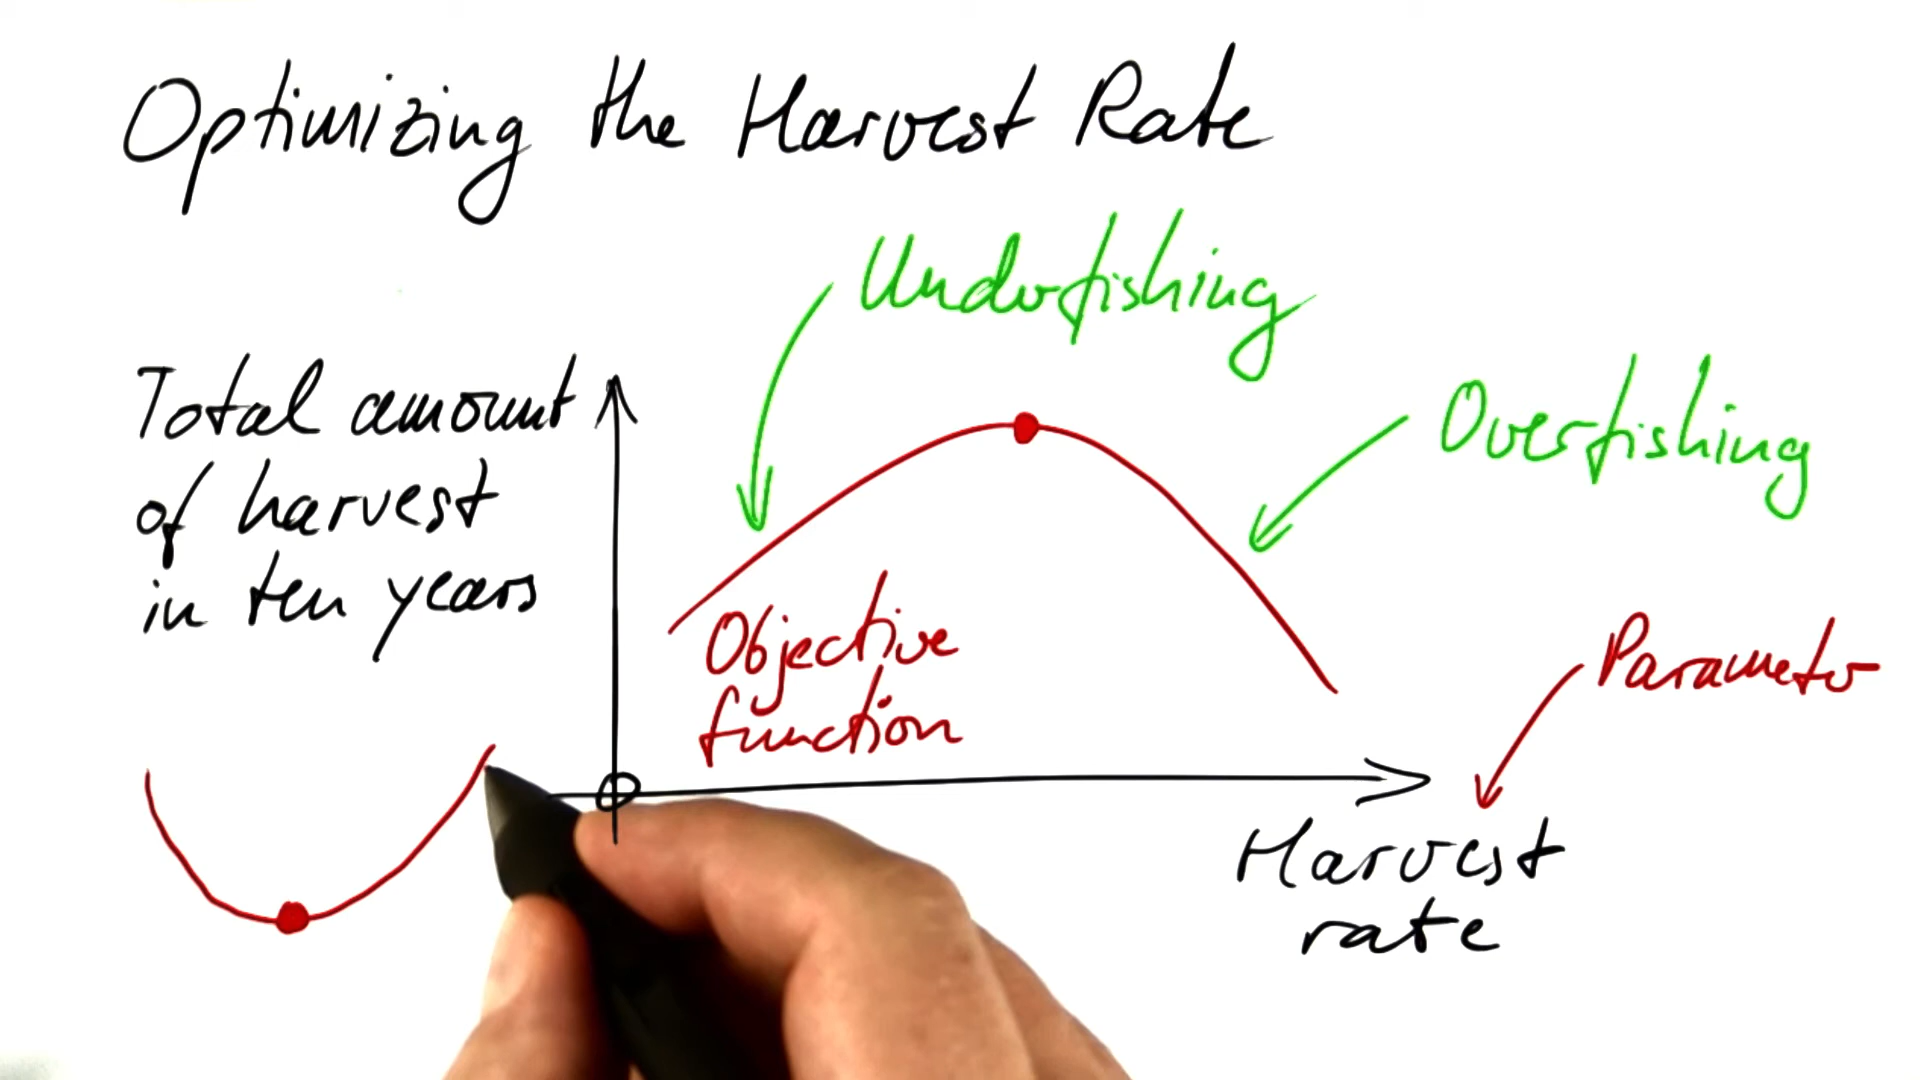 Optimizing the Harvest Rate
Underfishing
Overfishing
Total amount
of harvest
in ten years
Objective
function
Parameter
Harvest
rate